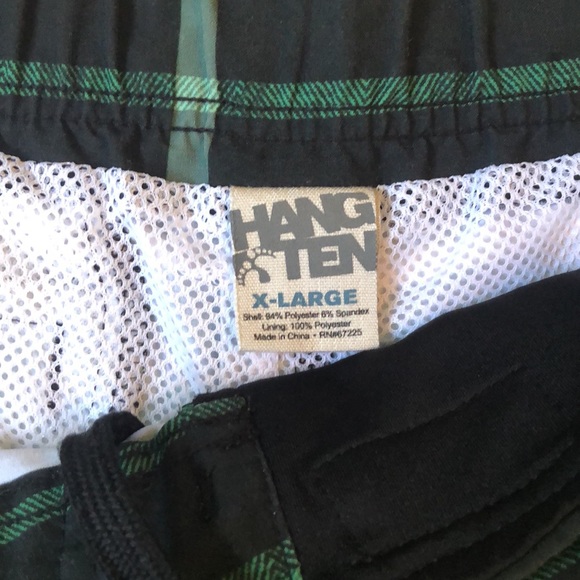 HANG
TEN
X-LARGE
Shell: 94% Polyester 6% Spandex
Lining: 100% Polyester
Made in China • RN#67225